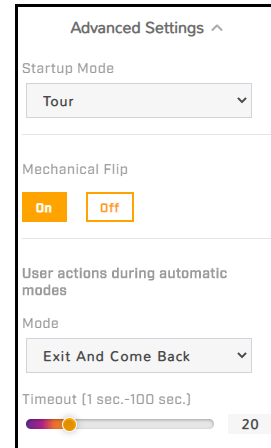 Advanced Settings
Startup Mode
Tour
Mechanical Flip
On Off
User actions during automatic
modes
Mode
Exit And Come Back
Timeout (1 sec.-100 sec.)
20